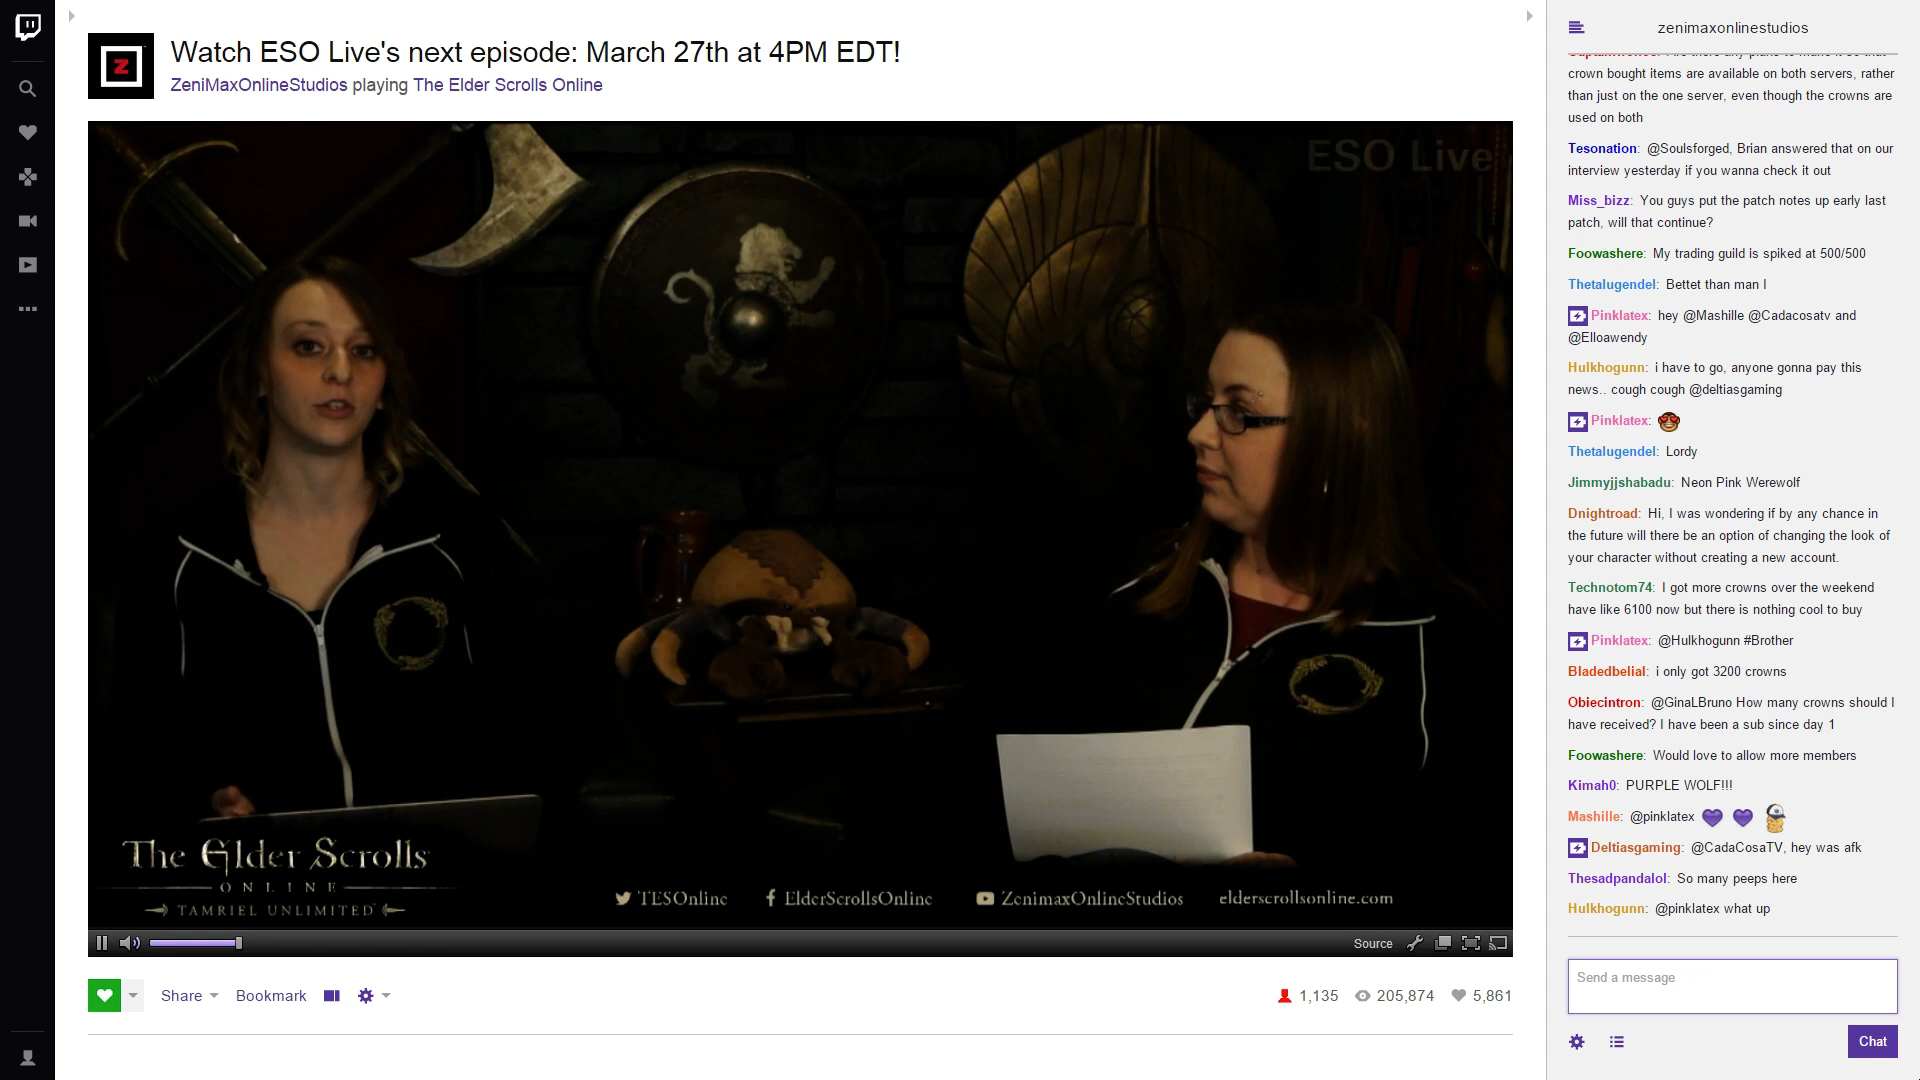 Watch ESO Live's next episode: March 27th at 4PM EDT!
ZeniMaxOnlineStudios playing The Elder Scrolls Online
ESO Live
The Elder Scrolls
ONLINE
TAMRIEL UNLIMITED
TESOnline
ElderScrollsOnline
ZenimaxOnlineStudios
elderscrollsonline.com
Source
Share
Bookmark
1,135
205,874
5,861
zenimaxonlinestudios
crown bought items are available on both servers, rather
than just on the one server, even though the crowns are
used on both
Tesonation: @Soulsforged, Brian answered that on our
interview yesterday if you wanna check it out
Miss_bizz: You guys put the patch notes up early last
patch, will that continue?
Foowashere: My trading guild is spiked at 500/500
Thetalugendel: Bettet than man I
Pinklatex: hey @Mashille @Cadacosatv and
@Elloawendy
Hulkhogunn: i have to go, anyone gonna pay this
news.. cough cough @deltiasgaming
Pinklatex:
Thetalugendel: Lordy
Jimmyjjshabadu: Neon Pink Werewolf
Dnightroad: Hi, I was wondering if by any chance in
the future will there be an option of changing the look of
your character without creating a new account.
Technotom74: I got more crowns over the weekend
have like 6100 now but there is nothing cool to buy
Pinklatex: @Hulkhogunn #Brother
Bladedbelial: i only got 3200 crowns
Obiecintron: @GinaLBruno How many crowns should I
have received? I have been a sub since day 1
Foowashere: Would love to allow more members
Kimah0: PURPLE WOLF!!!
Mashille: @pinklatex
Deltiasgaming: @CadaCosaTV, hey was afk
Thesadpandalol: So many peeps here
Hulkhogunn: @pinklatex what up
Send a message
Chat